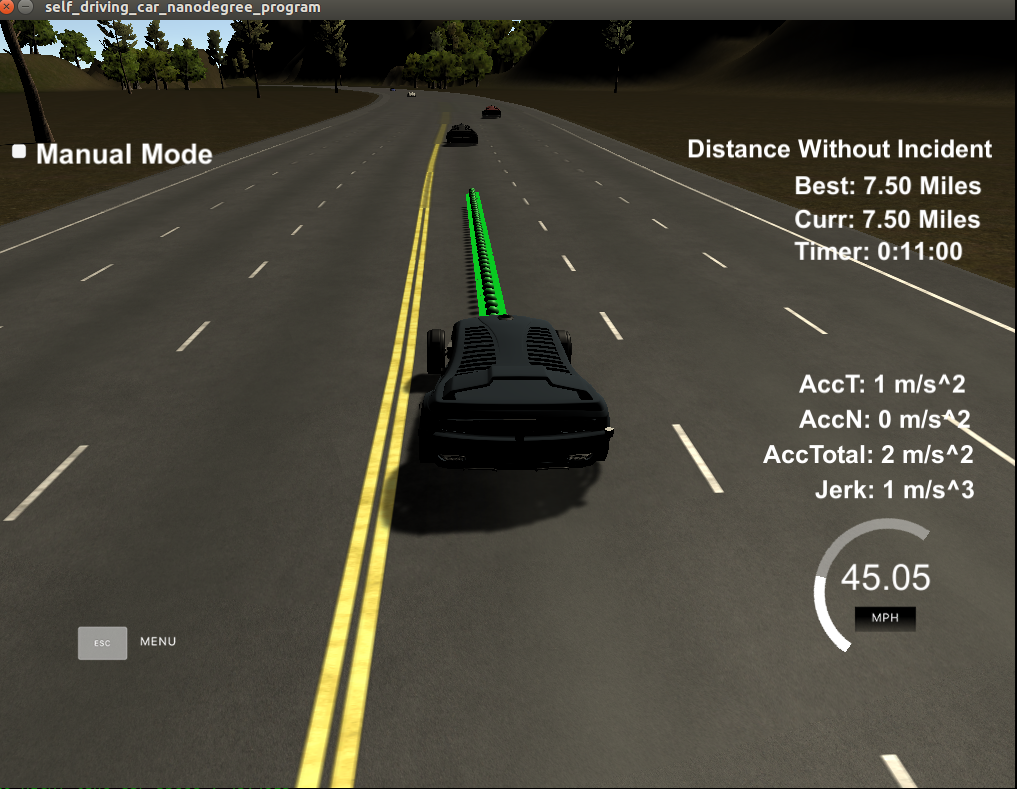 self_driving_car_nanodegree_program
Manual Mode
Distance Without Incident
Best: 7.50 Miles
Curr: 7.50 Miles
Timer: 0:11:00
AccT: 1 m/s^2
AccN: 0 m/s^2
AccTotal: 2 m/s^2
Jerk: 1 m/s^3
45.05
MPH
ESC MENU